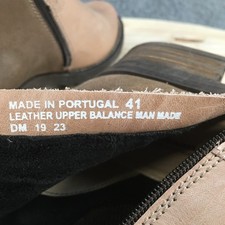 MADE IN PORTUGAL 41
LEATHER UPPER BALANCE MAN MADE
DM 19 23